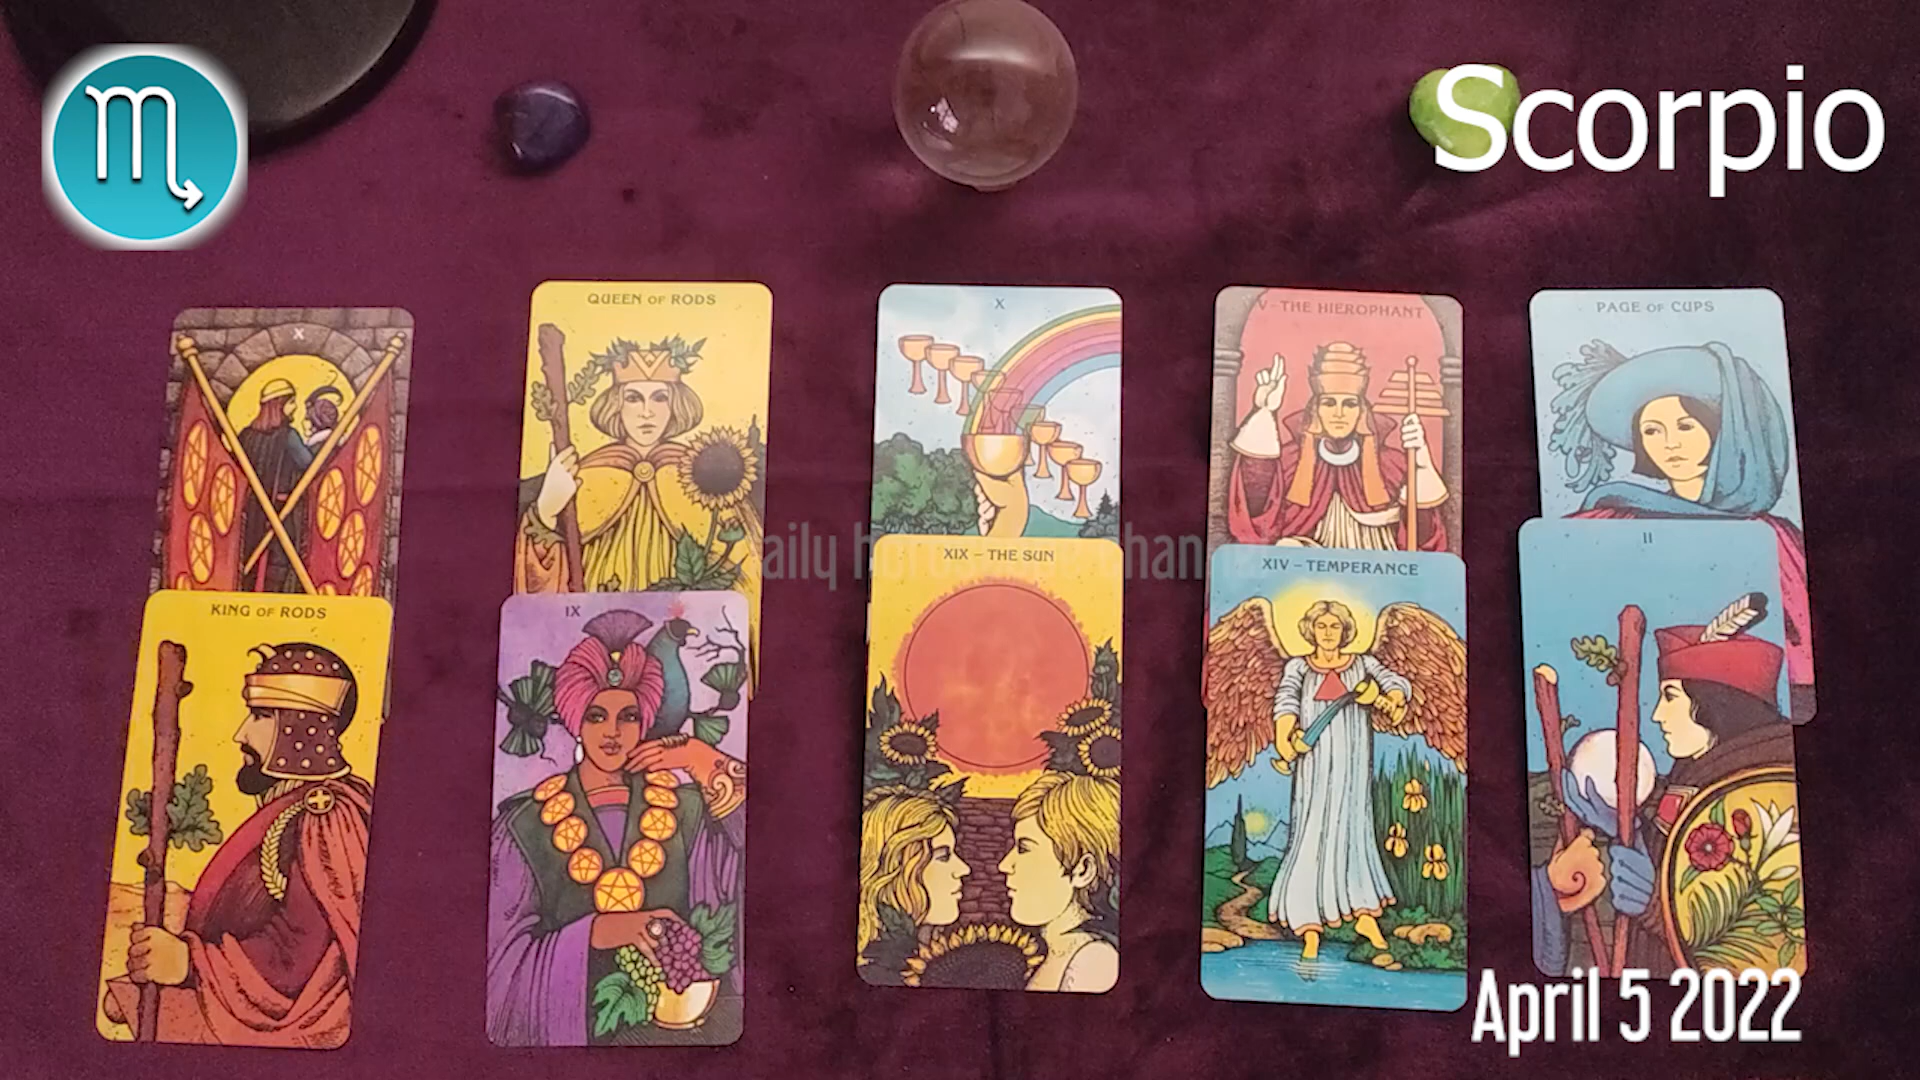 Scorpio
X
QUEEN OF RODS
X
V - THE HIEROPHANT
PAGE OF CUPS
KING OF RODS
IX
XIX – THE SUN
XIV – TEMPERANCE
II
April 5 2022